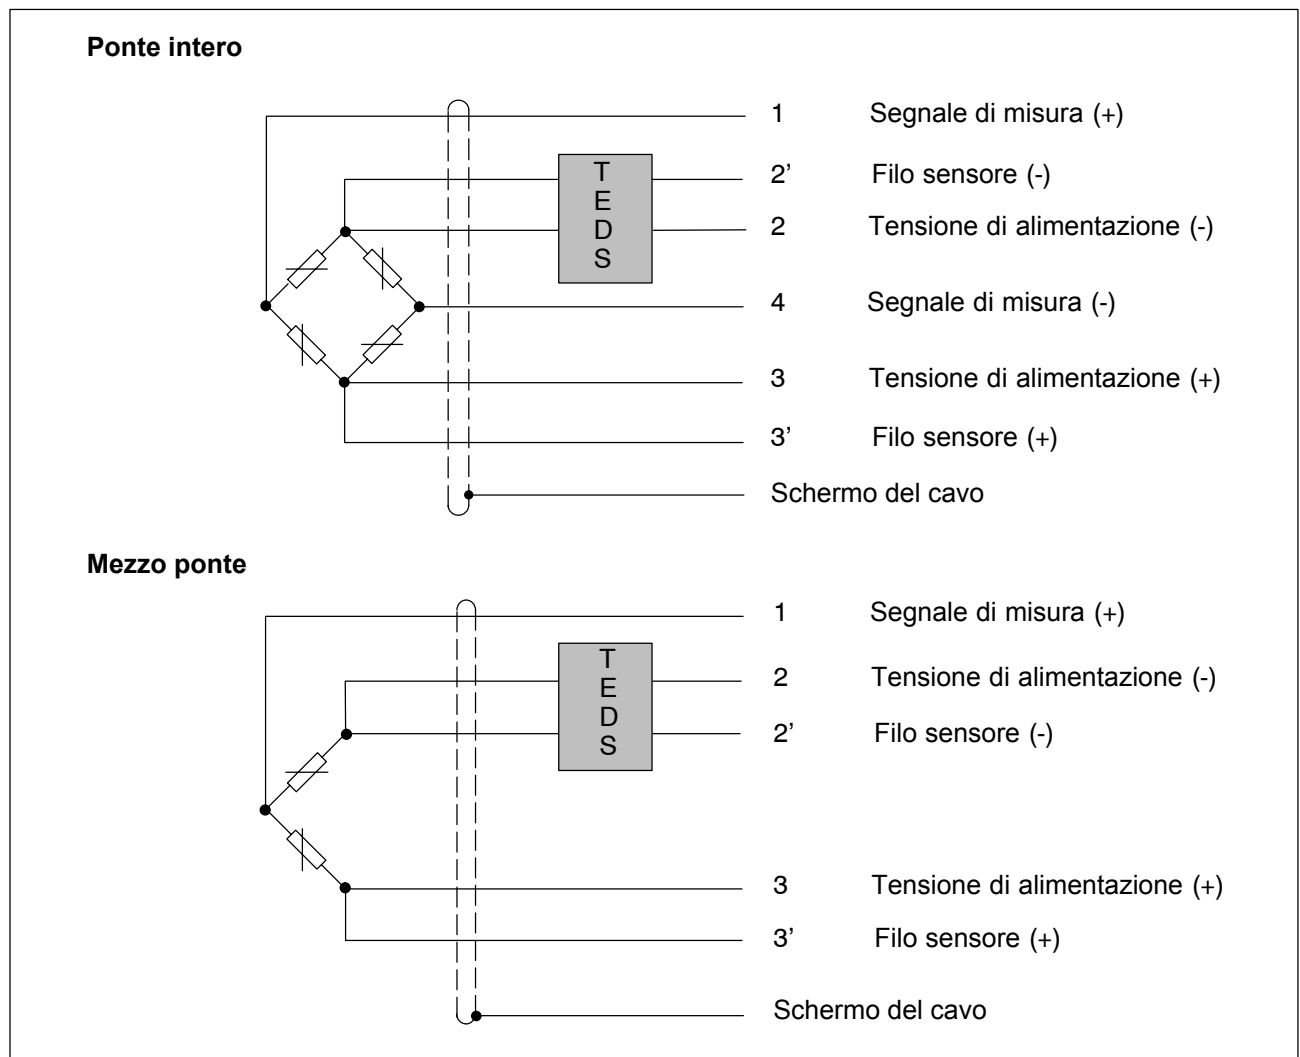 Ponte intero
1 Segnale di misura (+)
2’ Filo sensore (-)
2 Tensione di alimentazione (-)
T
E
D
S
4 Segnale di misura (-)
3 Tensione di alimentazione (+)
3’ Filo sensore (+)
Schermo del cavo
Mezzo ponte
1 Segnale di misura (+)
2 Tensione di alimentazione (-)
2’ Filo sensore (-)
T
E
D
S
3 Tensione di alimentazione (+)
3’ Filo sensore (+)
Schermo del cavo